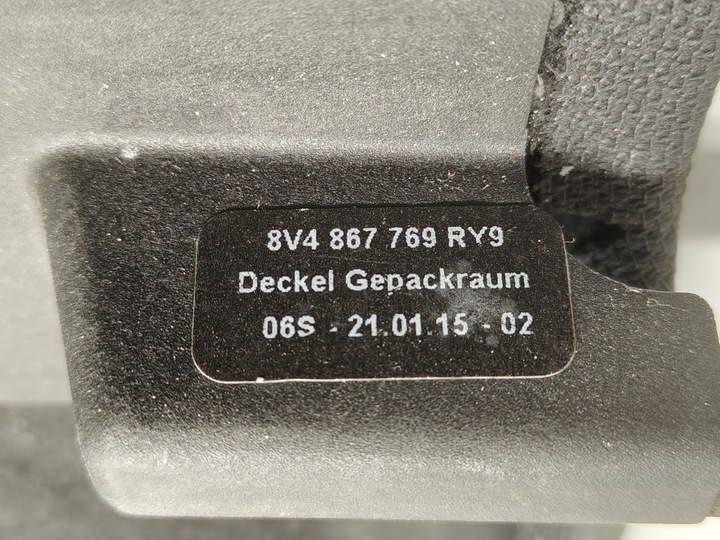 8V4 867 769 RY9
Deckel Gepackraum
06S - 21.01.15 - 02